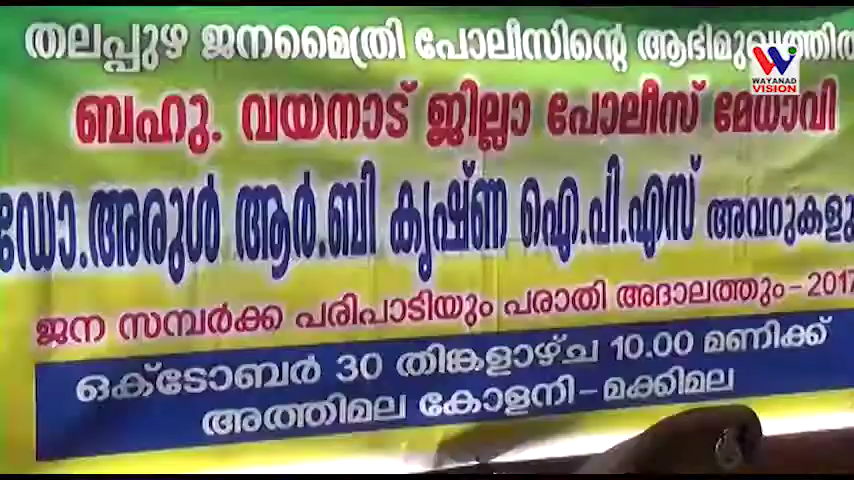 തലപ്പുഴ ജനമൈത്രി പോലീസിന്റെ ആഭിമുഖ്യത്തിൽ
WAYANAD
VISION
ബഹു. വയനാട് ജില്ലാ പോലീസ് മേധാവി
ഡോ.അരുൾ ആർ.ബി കൃഷ്ണ ഐ.പി.എസ് അവറുകളു
ജന സമ്പർക്ക പരിപാടിയും പരാതി അദാലത്തും-2017
ഒക്ടോബർ 30 തിങ്കളാഴ്ച 10.00 മണിക്ക്
അത്തിമല കോളനി - മക്കിമല